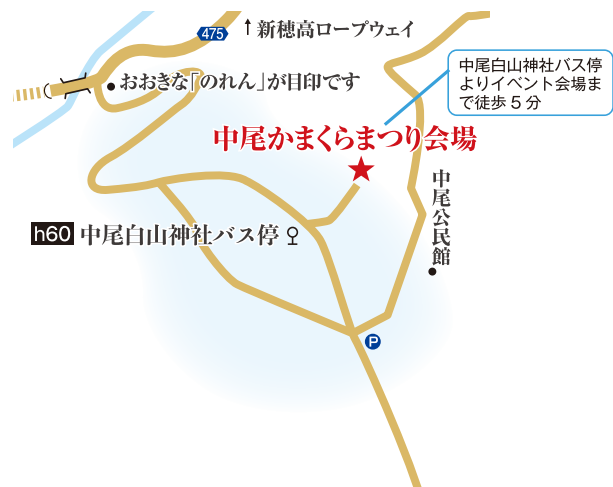 475
↑新穂高ロープウェイ
おおきな「のれん」が目印です
中尾白山神社バス停
よりイベント会場ま
で徒歩5分
中尾かまくらまつり会場
中尾公民館
h60 中尾白山神社バス停
P